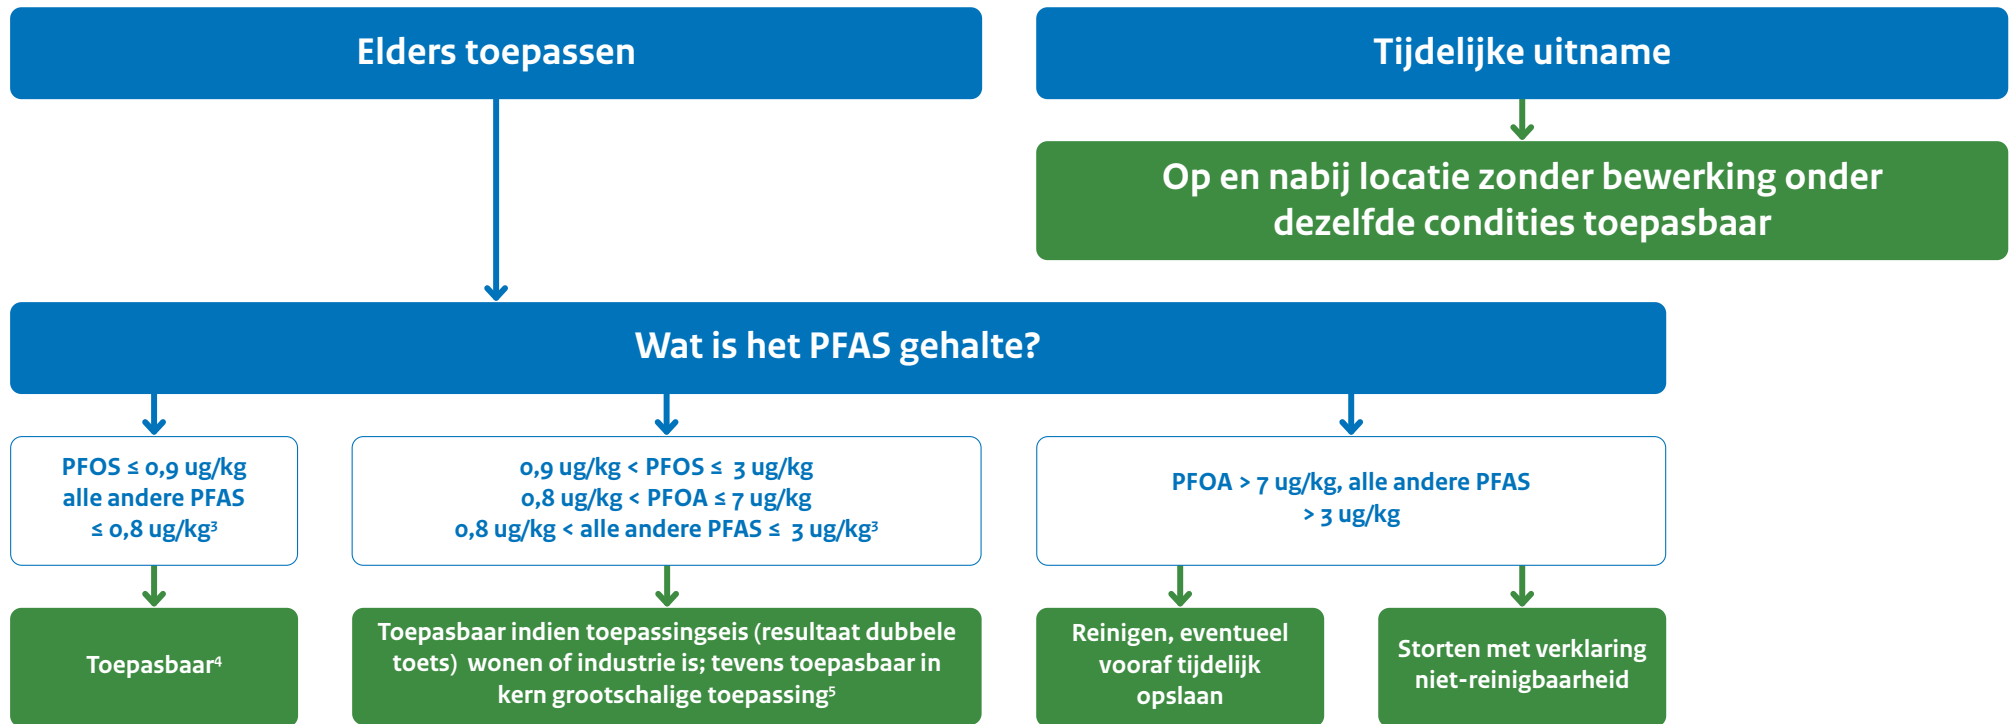 Elders toepassen
Tijdelijke uitname
Op en nabij locatie zonder bewerking onder
dezelfde condities toepasbaar
Wat is het PFAS gehalte?
PFOS ≤ 0,9 ug/kg
alle andere PFAS
≤ 0,8 ug/kg³
0,9 ug/kg < PFOS ≤ 3 ug/kg
0,8 ug/kg < PFOA ≤ 7 ug/kg
0,8 ug/kg < alle andere PFAS ≤ 3 ug/kg³
PFOA > 7 ug/kg, alle andere PFAS
> 3 ug/kg
Toepasbaar⁴
Toepasbaar indien toepassingseis (resultaat dubbele
toets) wonen of industrie is; tevens toepasbaar in
kern grootschalige toepassing⁵
Reinigen, eventueel
vooraf tijdelijk
opslaan
Storten met verklaring
niet-reinigbaarheid